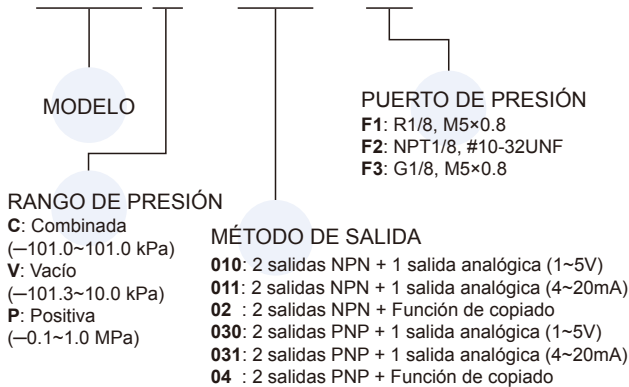 MODELO
PUERTO DE PRESIÓN
F1: R1/8, M5×0.8
F2: NPT1/8, #10-32UNF
F3: G1/8, M5×0.8
RANGO DE PRESIÓN
C: Combinada
(—101.0~101.0 kPa)
V: Vacío
(—101.3~10.0 kPa)
P: Positiva
(—0.1~1.0 MPa)
MÉTODO DE SALIDA
010: 2 salidas NPN + 1 salida analógica (1~5V)
011: 2 salidas NPN + 1 salida analógica (4~20mA)
02 : 2 salidas NPN + Función de copiado
030: 2 salidas PNP + 1 salida analógica (1~5V)
031: 2 salidas PNP + 1 salida analógica (4~20mA)
04 : 2 salidas PNP + Función de copiado